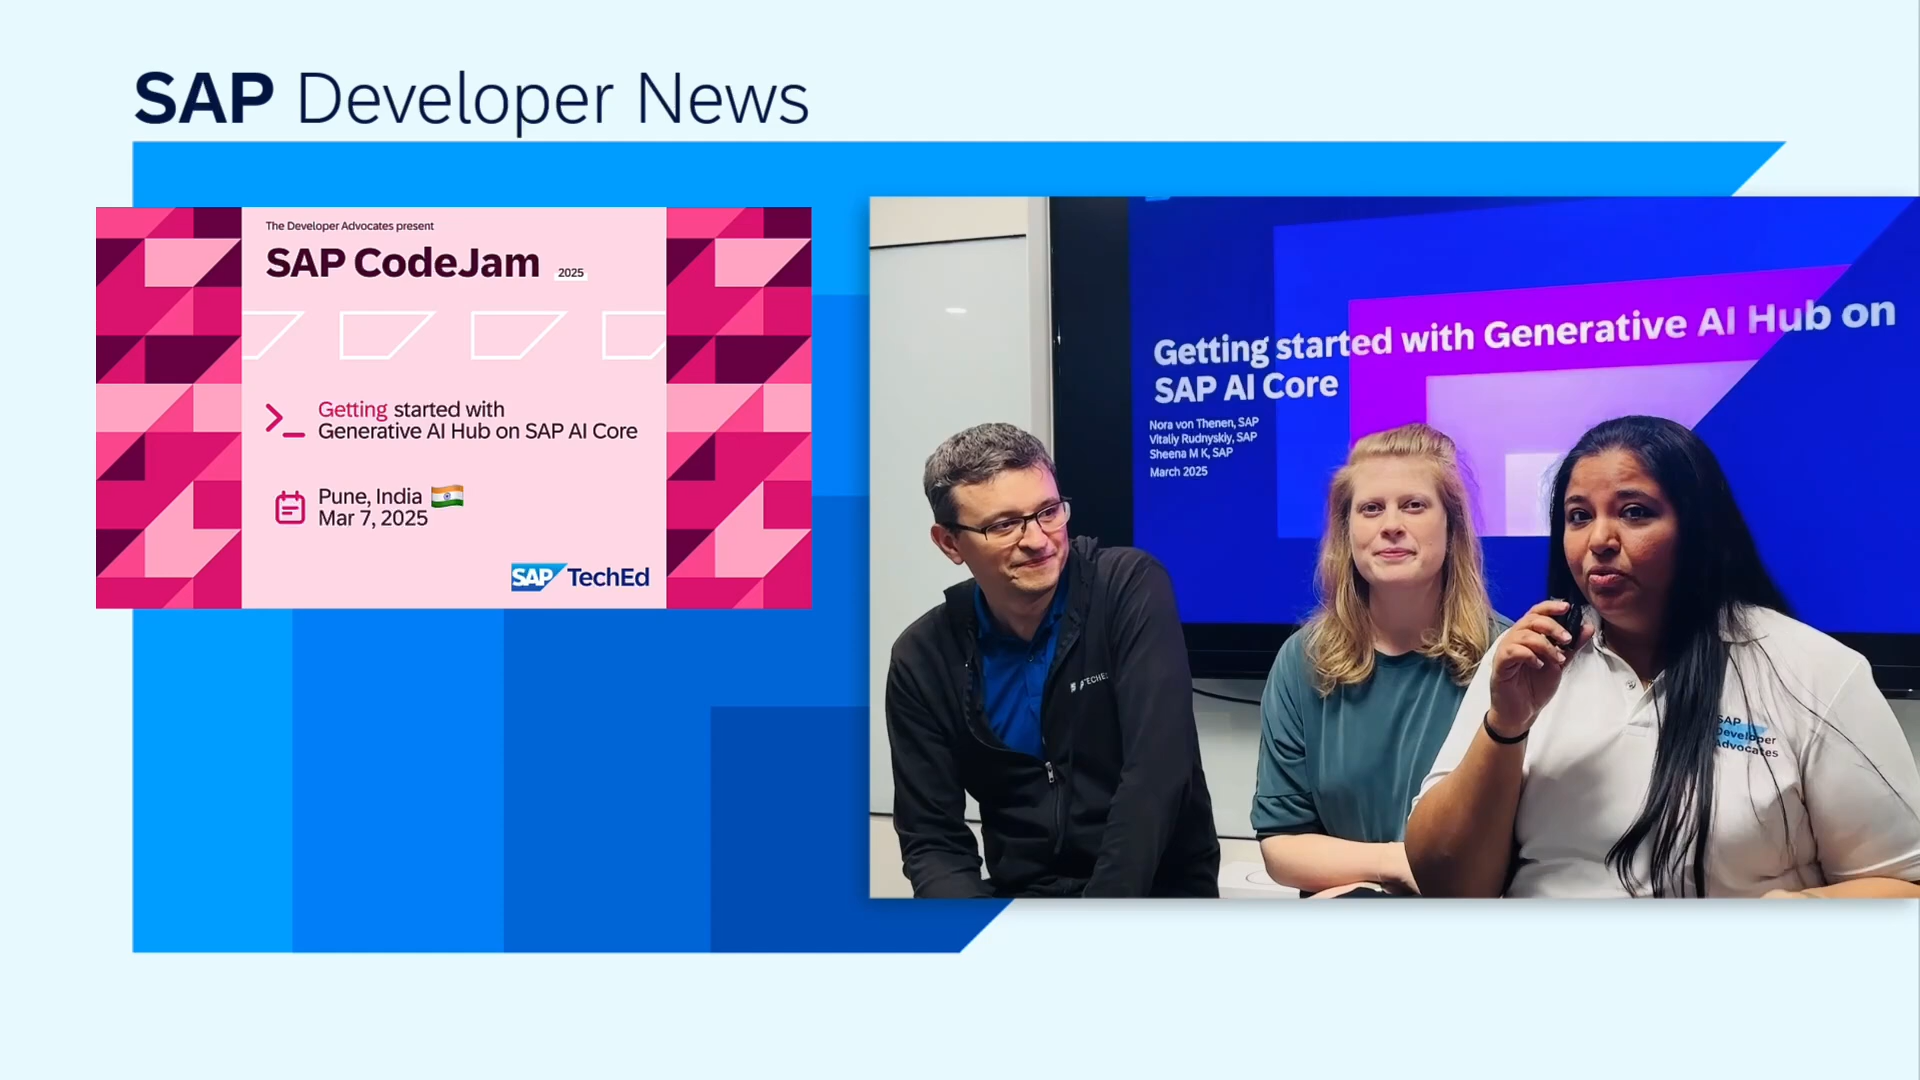 SAP Developer News
The Developer Advocates present
SAP CodeJam 2025
Getting started with
Generative AI Hub on SAP AI Core
Pune, India
Mar 7, 2025
SAP TechEd
Getting started with Generative AI Hub on
SAP AI Core
Nora von Thenen, SAP
Vitaliy Rudnyskiy, SAP
Sheena M K, SAP
March 2025
SAP
Developer
Advocates